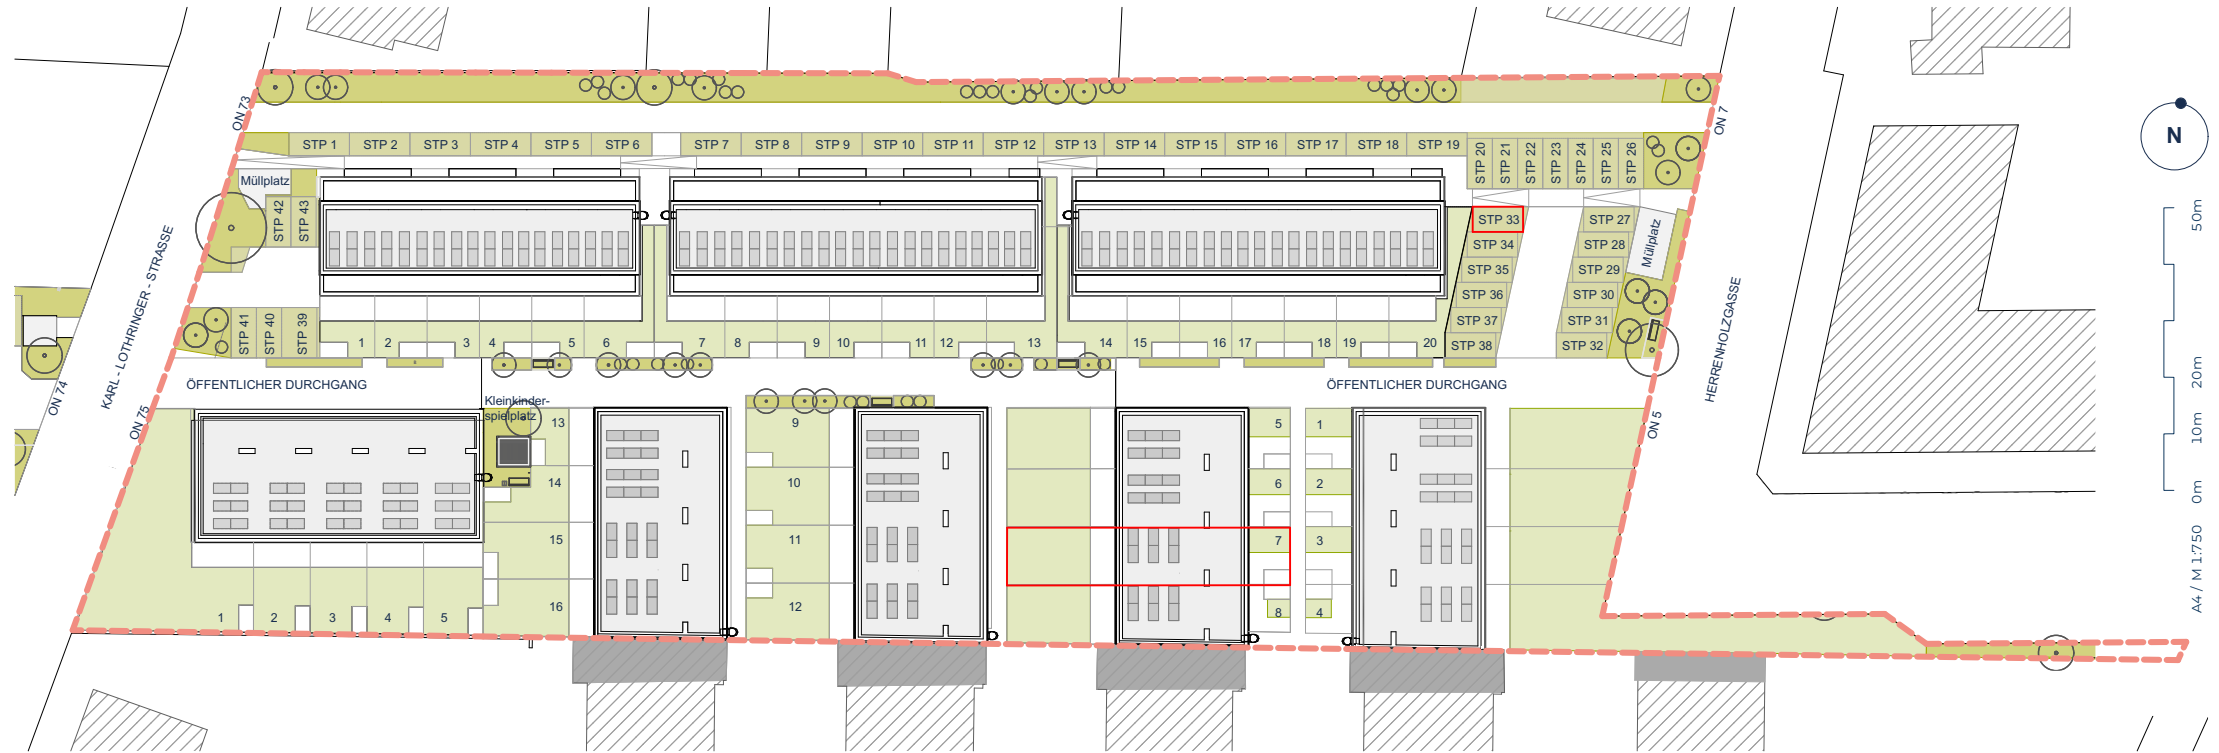 ON 73
ON 7
STP 1
STP 2
STP 3
STP 4
STP 5
STP 6
STP 7
STP 8
STP 9
STP 10
STP 11
STP 12
STP 13
STP 14
STP 15
STP 16
STP 17
STP 18
STP 19
STP 20
STP 21
STP 22
STP 23
STP 24
STP 25
STP 26
N
Müllplatz
STP 42
STP 43
STP 33
STP 34
STP 35
STP 36
STP 37
STP 38
STP 27
STP 28
STP 29
STP 30
STP 31
STP 32
Müllplatz
50m
20m
10m
0m
A4 / M 1:750
KARL - LOTHRINGER - STRASSE
HERRENHOLZGASSE
STP 41
STP 40
STP 39
1
2
3
4
5
6
7
8
9
10
11
12
13
14
15
16
17
18
19
20
ÖFFENTLICHER DURCHGANG
ÖFFENTLICHER DURCHGANG
ON 74
ON 75
ON 5
Kleinkinder-
spielplatz
13
14
15
16
9
10
11
12
5
6
7
8
1
2
3
4
1
2
3
4
5